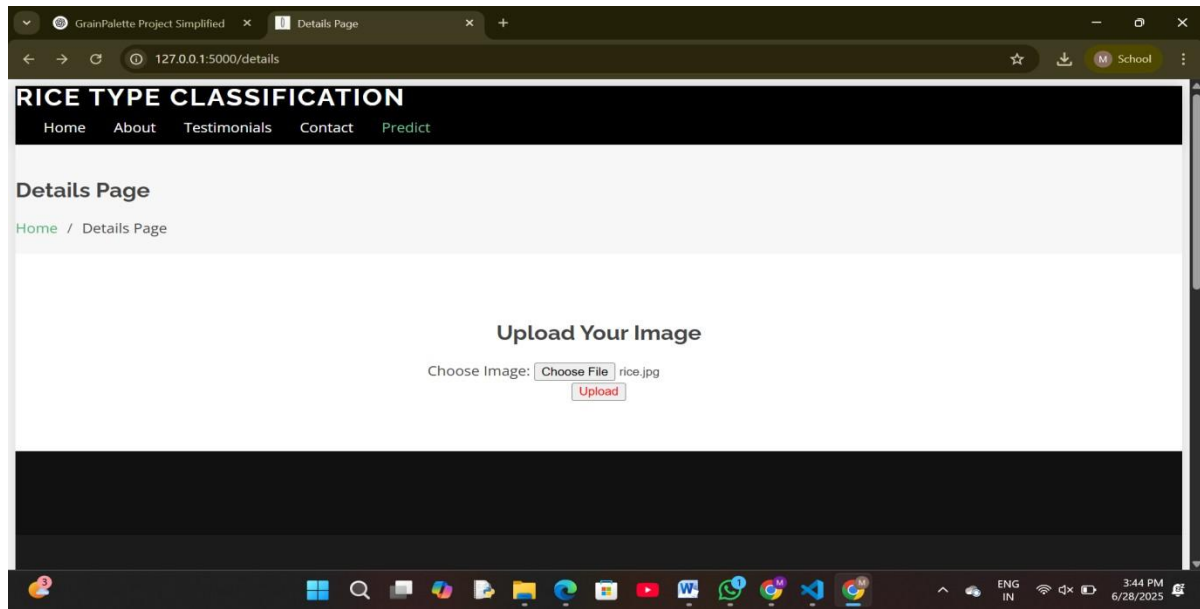 GrainPalette Project Simplified
Details Page
127.0.0.1:5000/details
M School
RICE TYPE CLASSIFICATION
Home About Testimonials Contact Predict
Details Page
Home / Details Page
Upload Your Image
Choose Image: Choose File rice.jpg
Upload
3
W
M
M
ENG
IN
3:44 PM
6/28/2025